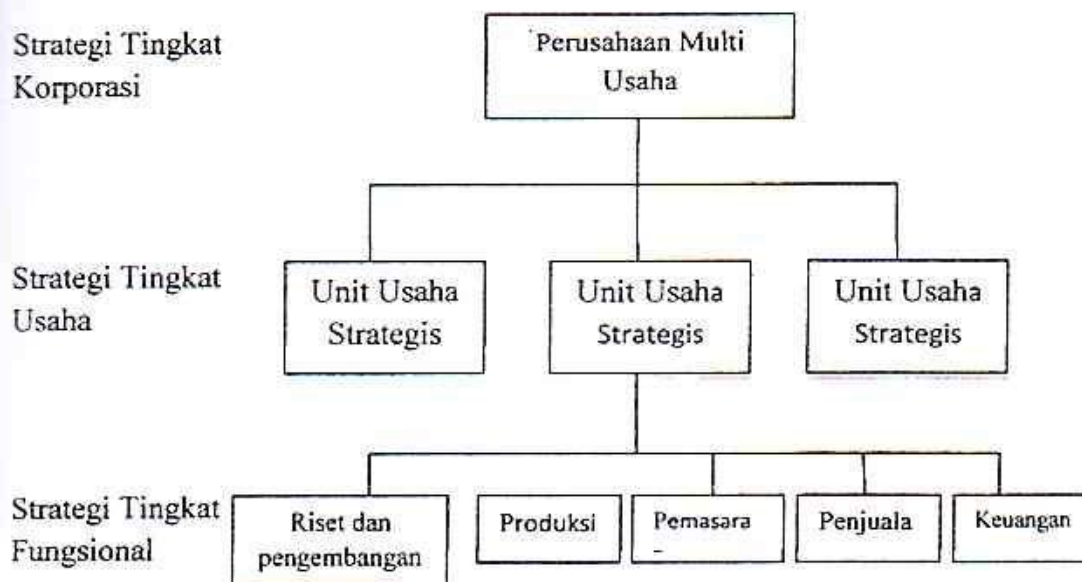 Strategi Tingkat
Korporasi
Perusahaan Multi
Usaha
Strategi Tingkat
Usaha
Unit Usaha
Strategis
Unit Usaha
Strategis
Unit Usaha
Strategis
Strategi Tingkat
Fungsional
Riset dan
pengembangan
Produksi
Pemasara
Penjuala
Keuangan